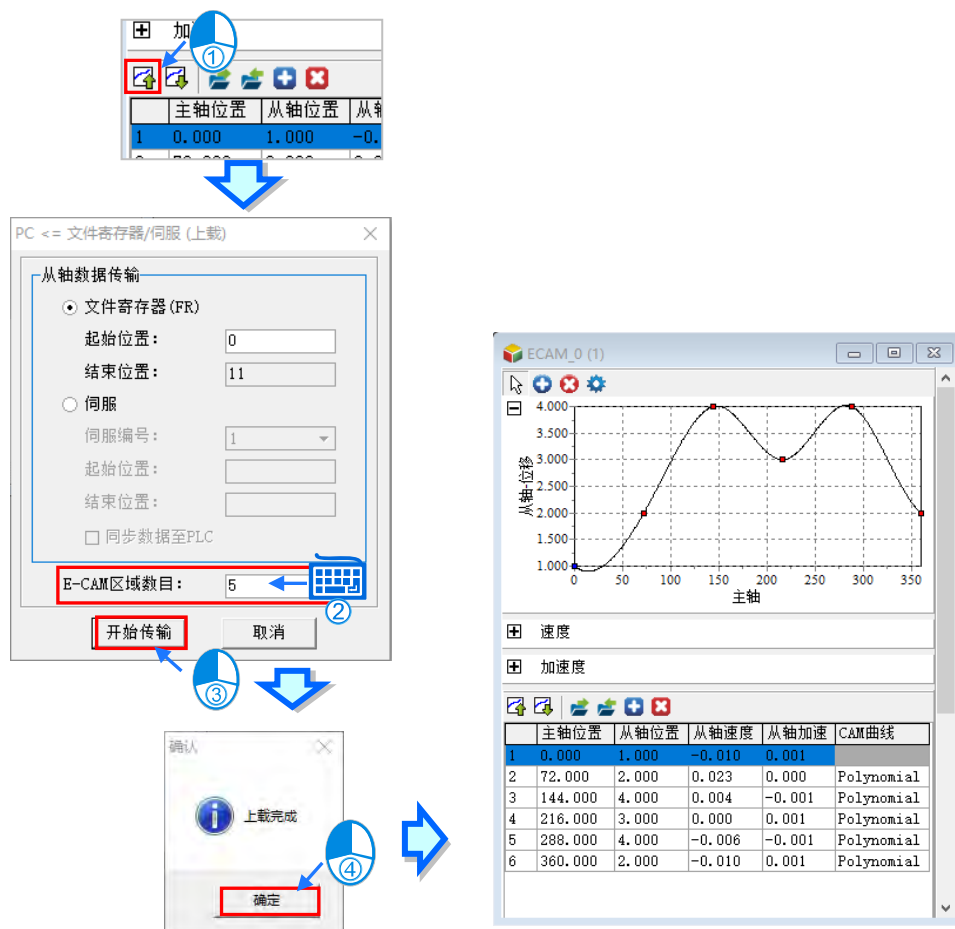 加速
①
主轴位置 从轴位置 从轴
1 0.000 1.000 -0.
PC <= 文件寄存器/伺服 (上载)
从轴数据传输
文件寄存器(FR)
起始位置： 0
结束位置： 11
伺服
伺服编号： 1
起始位置：
结束位置：
同步数据至PLC
E-CAM区域数目： 5
②
开始传输 取消
③
确认
上载完成
④
确定
ECAM_0 (1)
4.000
3.500
3.000
2.500
2.000
1.500
1.000
从轴-位移
0 50 100 150 200 250 300 350
主轴
速度
加速度
主轴位置 从轴位置 从轴速度 从轴加速 CAM曲线
1 0.000 1.000 -0.010 0.001
2 72.000 2.000 0.023 0.000 Polynomial
3 144.000 4.000 0.004 -0.001 Polynomial
4 216.000 3.000 0.000 0.001 Polynomial
5 288.000 4.000 -0.006 -0.001 Polynomial
6 360.000 2.000 -0.010 0.001 Polynomial